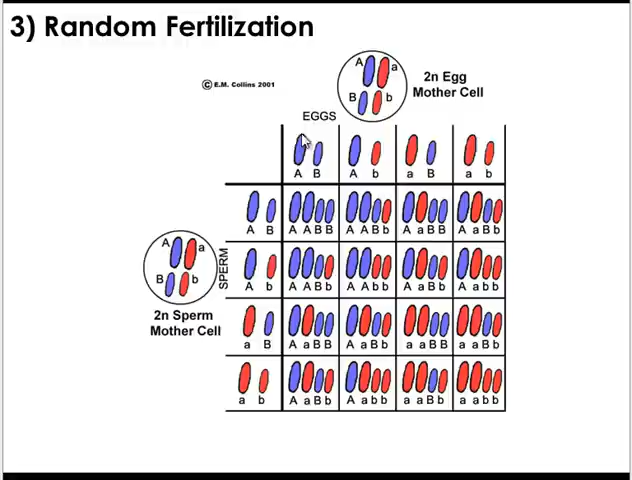 3) Random Fertilization
© E.M. Collins 2001
A a
B b
2n Egg
Mother Cell
EGGS
A B A b a B a b
A B A A B B A A B b A a B B A a B b
SPERM
A b A A B b A A b b A a B b A a b b
A a
B b
2n Sperm
Mother Cell
a B A a B B A a B b a a B B a a B b
a b A a B b A a b b a a B b a a b b